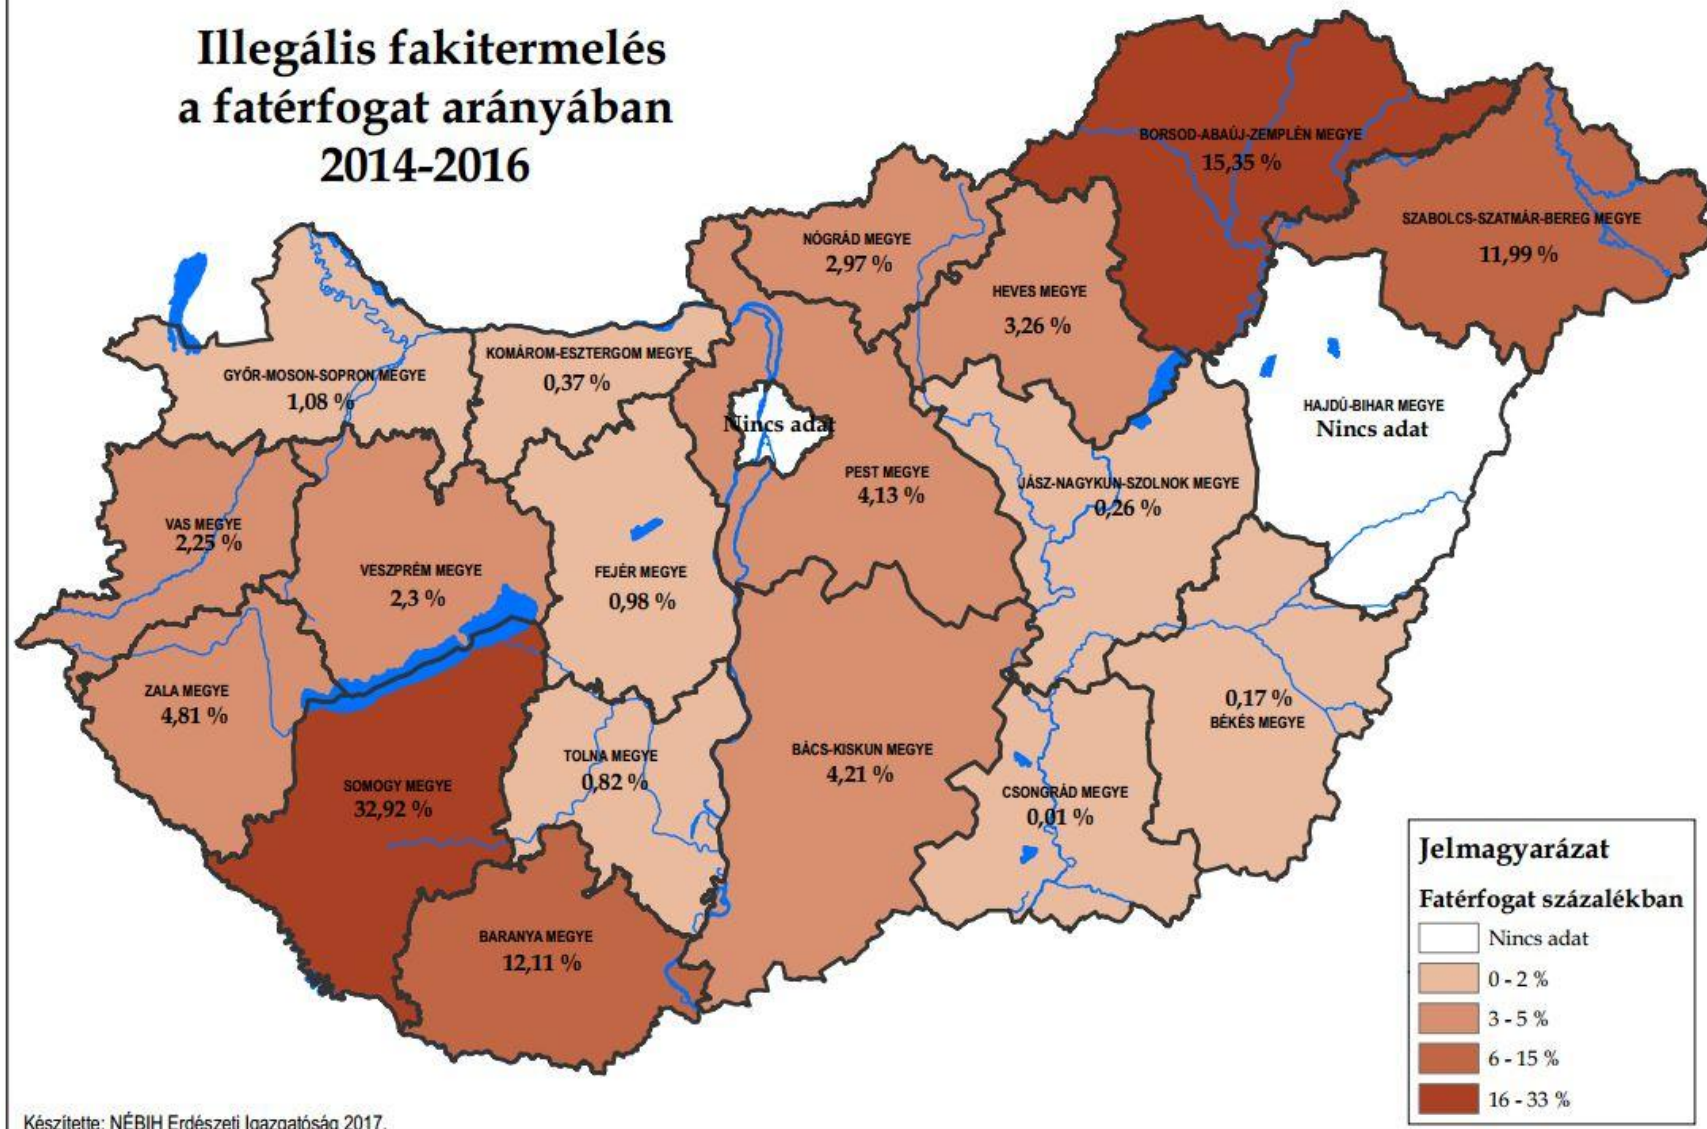 Illegális fakitermelés
a fatérfogat arányában
2014-2016
BORSOD-ABAÚJ-ZEMPLÉN MEGYE
15,35 %
SZABOLCS-SZATMÁR-BEREG MEGYE
11,99 %
NÓGRÁD MEGYE
2,97 %
HEVES MEGYE
3,26 %
KOMÁROM-ESZTERGOM MEGYE
0,37 %
GYŐR-MOSON-SOPRON MEGYE
1,08 %
HAJDÚ-BIHAR MEGYE
Nincs adat
Nincs adat
PEST MEGYE
4,13 %
JÁSZ-NAGYKUN-SZOLNOK MEGYE
0,26 %
VAS MEGYE
2,25 %
VESZPRÉM MEGYE
2,3 %
FEJÉR MEGYE
0,98 %
ZALA MEGYE
4,81 %
0,17 %
BÉKÉS MEGYE
TOLNA MEGYE
0,82 %
BÁCS-KISKUN MEGYE
4,21 %
SOMOGY MEGYE
32,92 %
CSONGRÁD MEGYE
0,01 %
BARANYA MEGYE
12,11 %
Jelmagyarázat
Fatérfogat százalékban
Nincs adat
0 - 2 %
3 - 5 %
6 - 15 %
16 - 33 %
Készítette: NÉBIH Erdészeti Igazgatóság 2017.